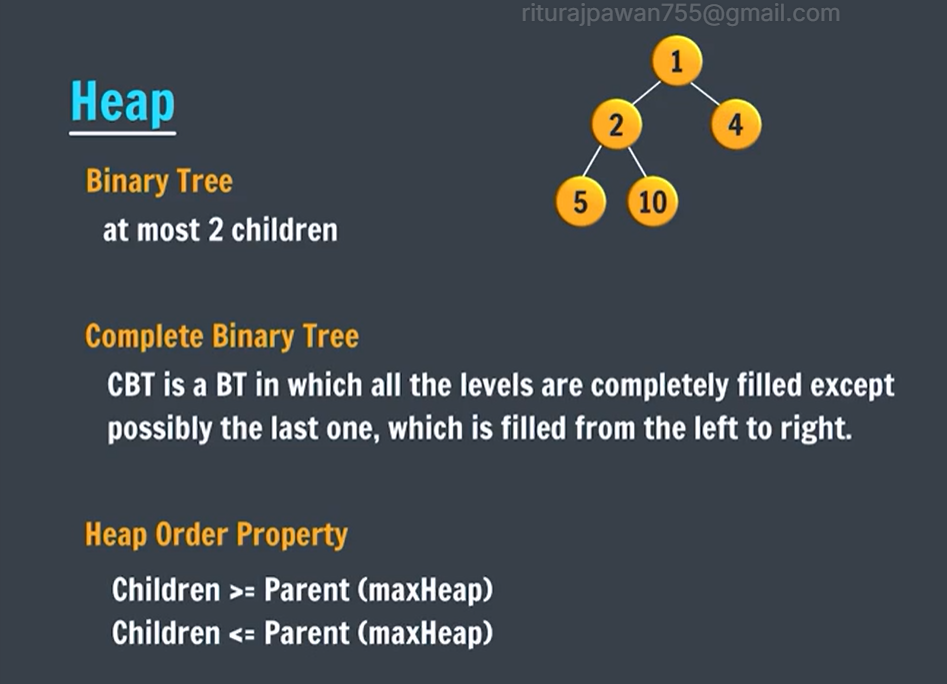 riturajpawan755@gmail.com
1
Heap
2
4
Binary Tree
5
10
at most 2 children
Complete Binary Tree
CBT is a BT in which all the levels are completely filled except
possibly the last one, which is filled from the left to right.
Heap Order Property
Children >= Parent (maxHeap)
Children <= Parent (maxHeap)